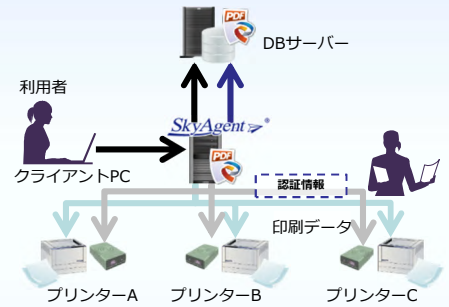 PDF
DBサーバー
利用者
SkyAgent®
PDF
クライアントPC
認証情報
印刷データ
プリンターA
プリンターB
プリンターC